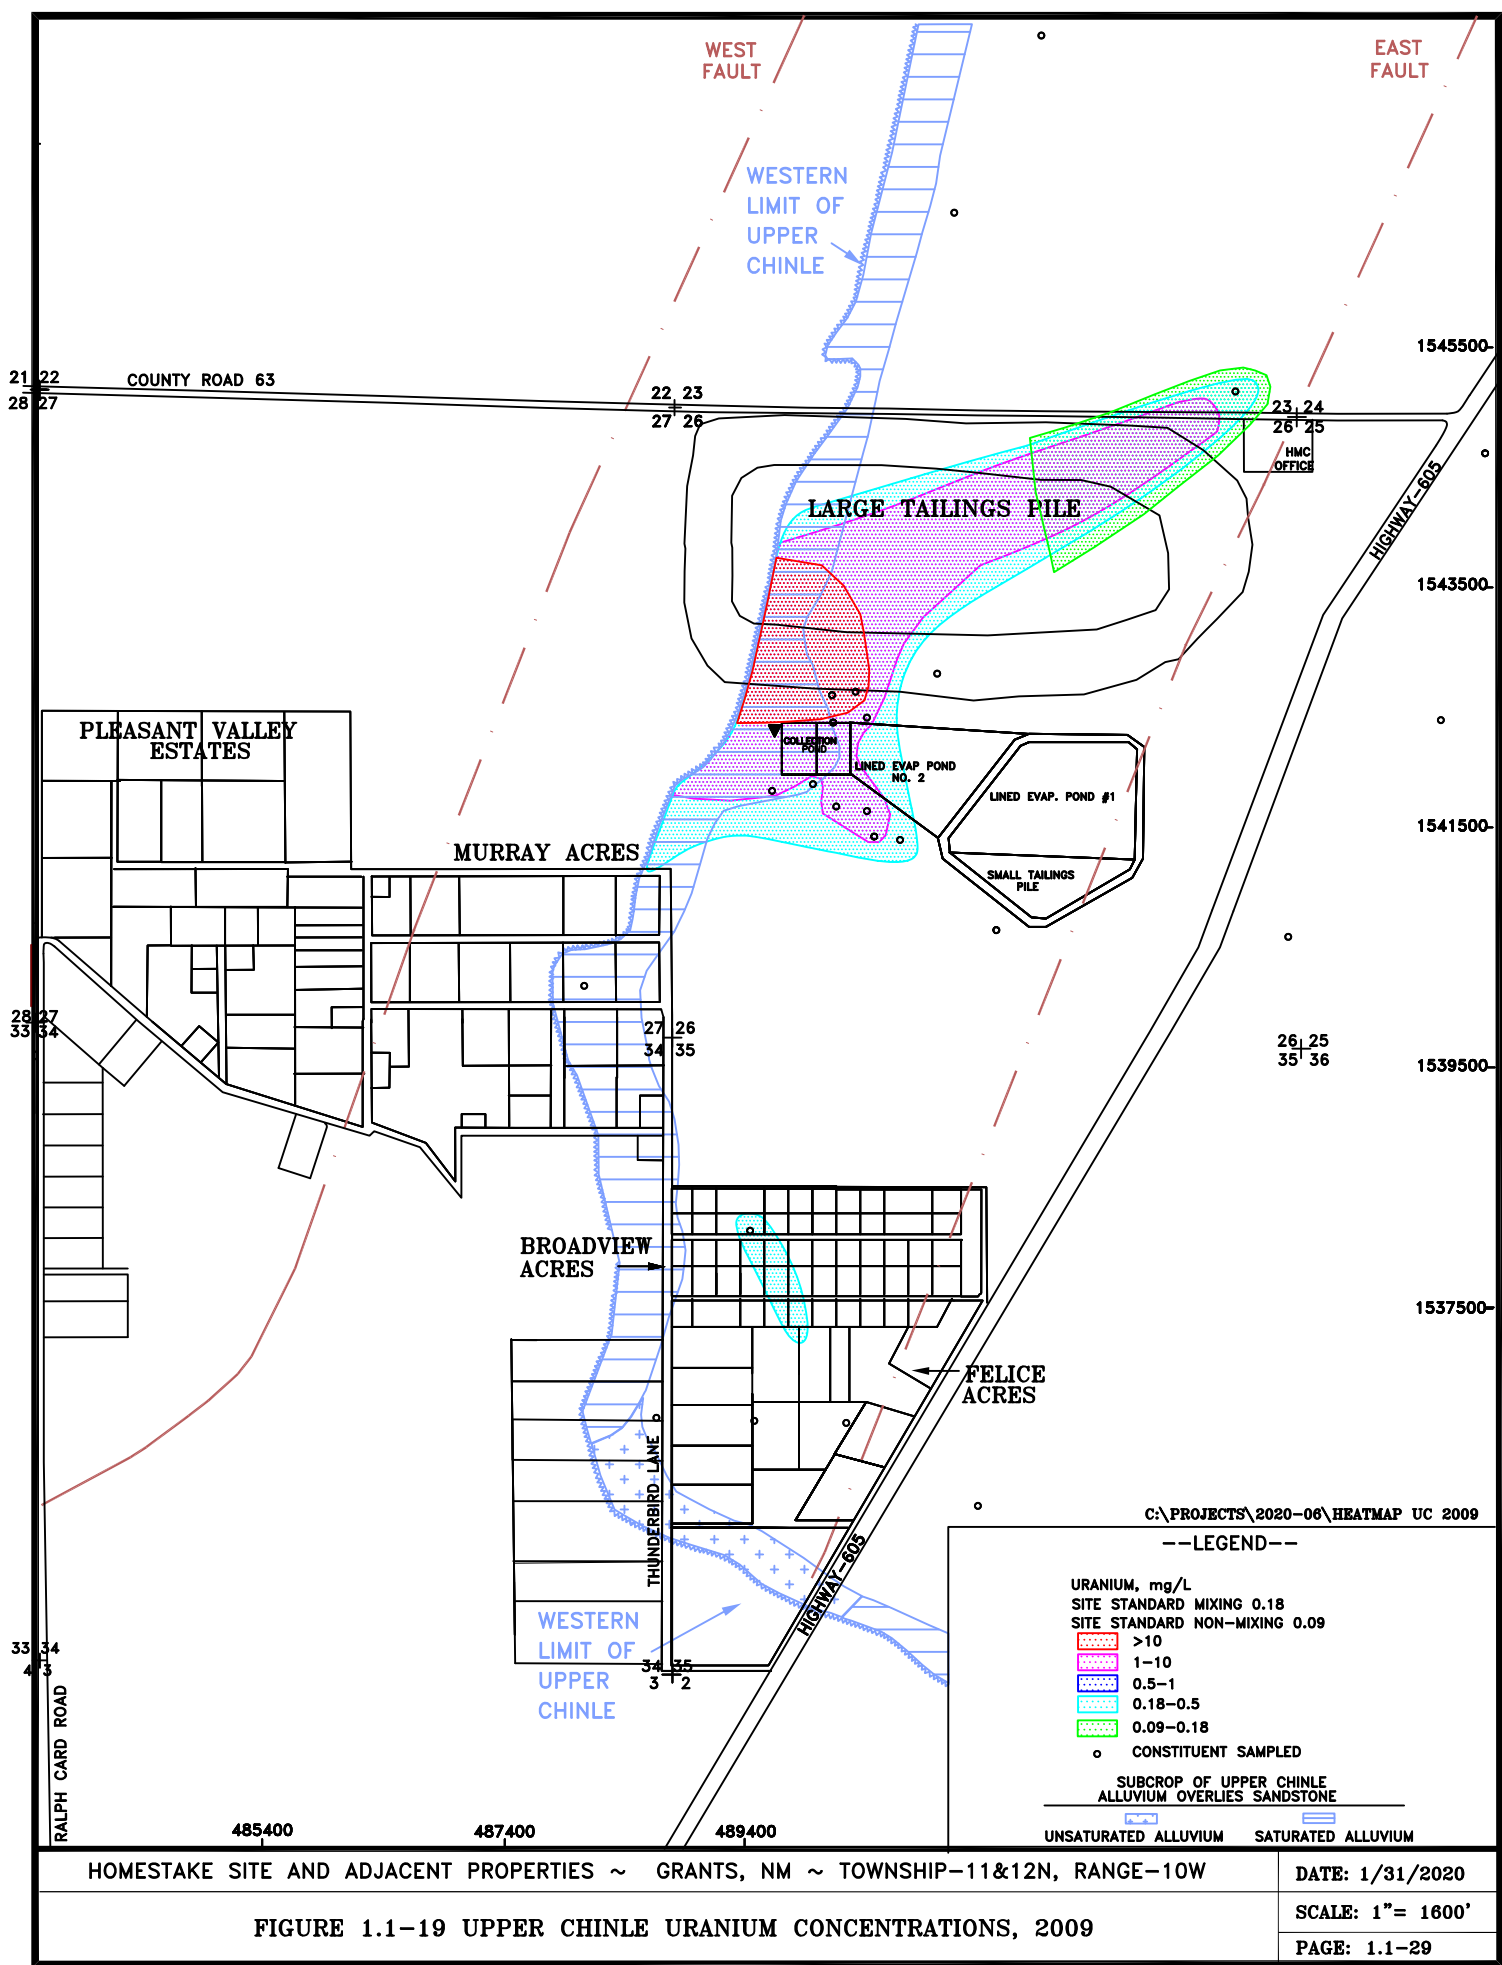 WEST
FAULT
EAST
FAULT
WESTERN
LIMIT OF
UPPER
CHINLE
1545500
21 22
28 27
COUNTY ROAD 63
22 23
27 26
23 24
26 25
HMC
OFFICE
HIGHWAY-605
LARGE TAILINGS PILE
1543500
PLEASANT VALLEY
ESTATES
COLLECTION
POND
LINED EVAP POND
NO. 2
LINED EVAP. POND #1
1541500
MURRAY ACRES
SMALL TAILINGS
PILE
28 27
33 34
27 26
34 35
26 25
35 36
1539500
BROADVIEW
ACRES
1537500
FELICE
ACRES
THUNDERBIRD LANE
HIGHWAY-605
WESTERN
LIMIT OF
UPPER
CHINLE
33 34
4 3
34 35
3 2
RALPH CARD ROAD
485400
487400
489400
C:\PROJECTS\2020-06\HEATMAP UC 2009
--LEGEND--
URANIUM, mg/L
SITE STANDARD MIXING 0.18
SITE STANDARD NON-MIXING 0.09
>10
1-10
0.5-1
0.18-0.5
0.09-0.18
CONSTITUENT SAMPLED
SUBCROP OF UPPER CHINLE
ALLUVIUM OVERLIES SANDSTONE
UNSATURATED ALLUVIUM
SATURATED ALLUVIUM
HOMESTAKE SITE AND ADJACENT PROPERTIES ~ GRANTS, NM ~ TOWNSHIP-11&12N, RANGE-10W
DATE: 1/31/2020
FIGURE 1.1-19 UPPER CHINLE URANIUM CONCENTRATIONS, 2009
SCALE: 1"= 1600'
PAGE: 1.1-29